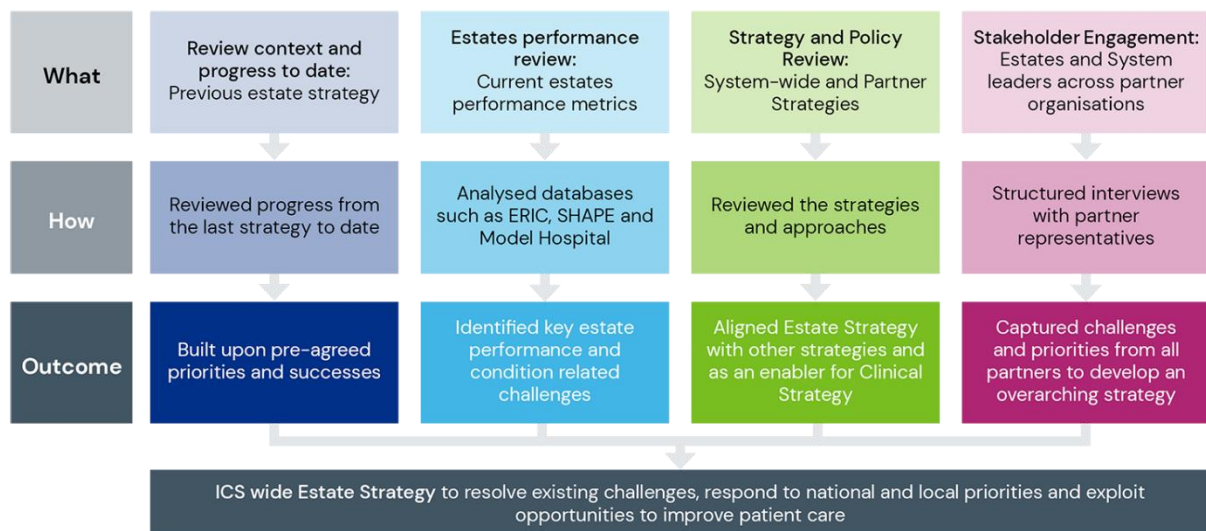 What
Review context and
progress to date:
Previous estate strategy
Estates performance
review:
Current estates
performance metrics
Strategy and Policy
Review:
System-wide and Partner
Strategies
Stakeholder Engagement:
Estates and System
leaders across partner
organisations
How
Reviewed progress from
the last strategy to date
Analysed databases
such as ERIC, SHAPE and
Model Hospital
Reviewed the strategies
and approaches
Structured interviews
with partner
representatives
Outcome
Built upon pre-agreed
priorities and successes
Identified key estate
performance and
condition related
challenges
Aligned Estate Strategy
with other strategies and
as an enabler for Clinical
Strategy
Captured challenges
and priorities from all
partners to develop an
overarching strategy
ICS wide Estate Strategy to resolve existing challenges, respond to national and local priorities and exploit
opportunities to improve patient care